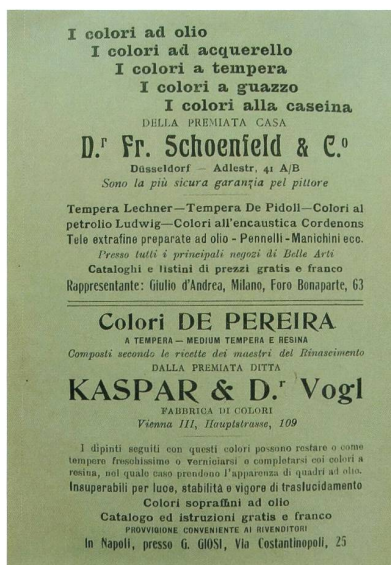 I colori ad olio
I colori ad acquerello
I colori a tempera
I colori a guazzo
I colori alla caseina
DELLA PREMIATA CASA
D.r Fr. Schoenfeld & C.o
Düsseldorf — Adlestr, 41 A/B
Sono la più sicura garanzia pel pittore
Tempera Lechner—Tempera De Pidoll—Colori al
petrolio Ludwig—Colori all'encaustica Cordenons
Tele extrafine preparate ad olio - Pennelli - Manichini ecc.
Presso tutti i principali negozi di Belle Arti
Cataghi e listini di prezzi gratis e franco
Rappresentante: Giulio d'Andrea, Milano, Foro Bonaparte, 63
Colori DE PEREIRA
A TEMPERA — MEDIUM TEMPERA E RESINA
Composti secondo le ricette dei maestri del Rinascimento
DALLA PREMIATA DITTA
KASPAR & D.r Vogl
FABBRICA DI COLORI
Vienna III, Hauptstrasse, 109
I dipinti seguiti con questi colori possono restare o come
tempere freschissime o verniciarsi e completarsi coi colori a
resina, nel qual caso prendono l'apparenza di quadri ad olio.
Insuperabili per luce, stabilità e vigore di traslucidamento
Colori sopraffini ad olio
Catalogo ed istruzioni gratis e franco
PROVVIGIONE CONVENIENTE AI RIVENDITORI
In Napoli, presso G. GIOSI, Via Costantinopoli, 25